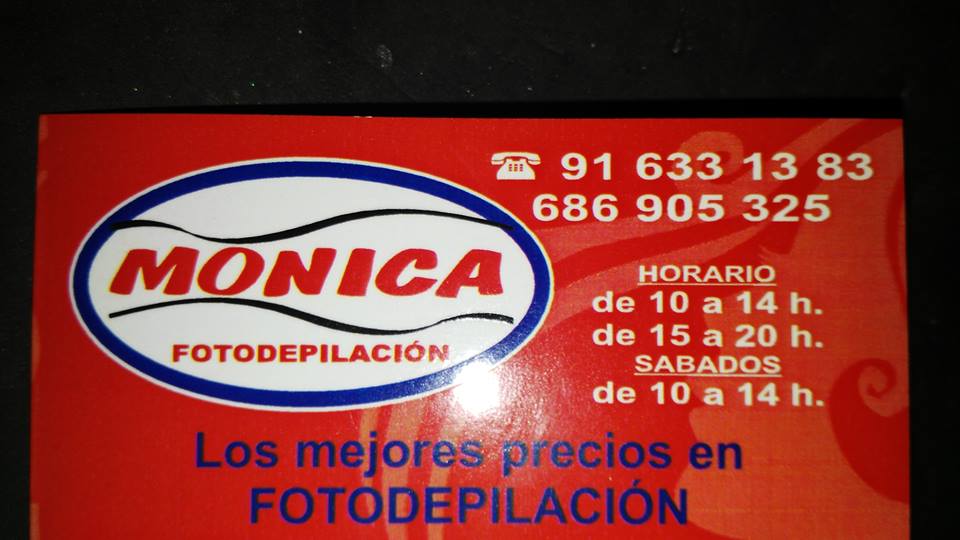 MONICA
FOTODEPILACIÓN
☎ 91 633 13 83
686 905 325
HORARIO
de 10 a 14 h.
de 15 a 20 h.
SABADOS
de 10 a 14 h.
Los mejores precios en
FOTODEPILACIÓN